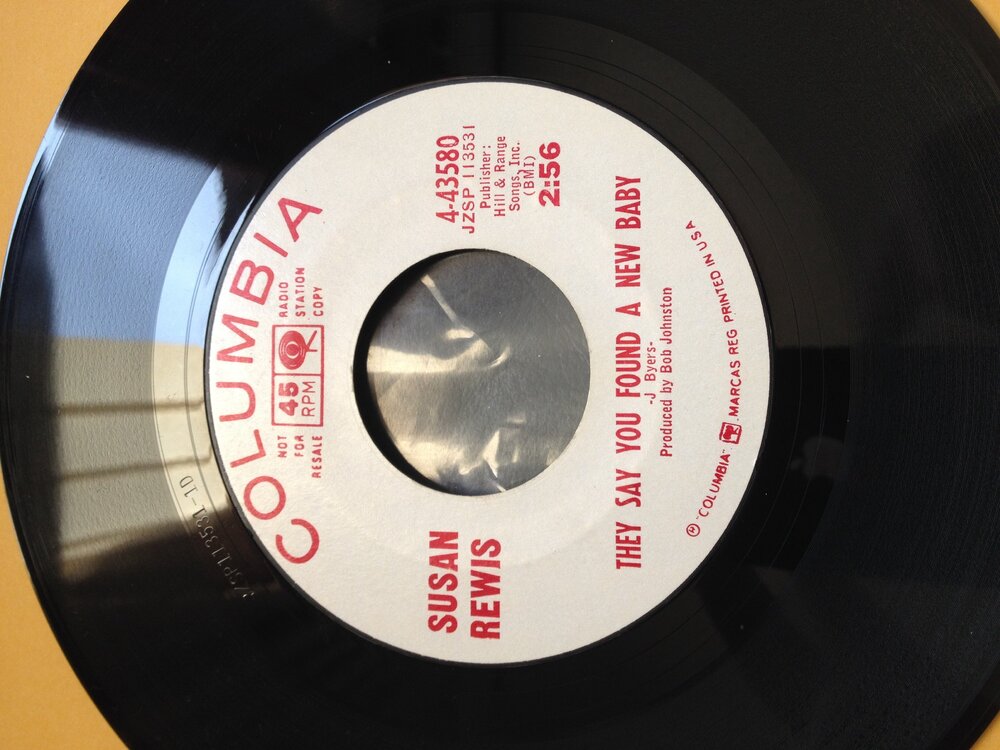 COLUMBIA
NOT
FOR
RESALE
45
RPM
RADIO
STATION
COPY
SUSAN
REWIS
4-43580
JZSP 113531
Publisher:
Hill & Range
Songs, Inc.
(BMI)
2:56
THEY SAY YOU FOUND A NEW BABY
-J Byers-
Produced by Bob Johnston
"COLUMBIA" MARCAS REG PRINTED IN U S A